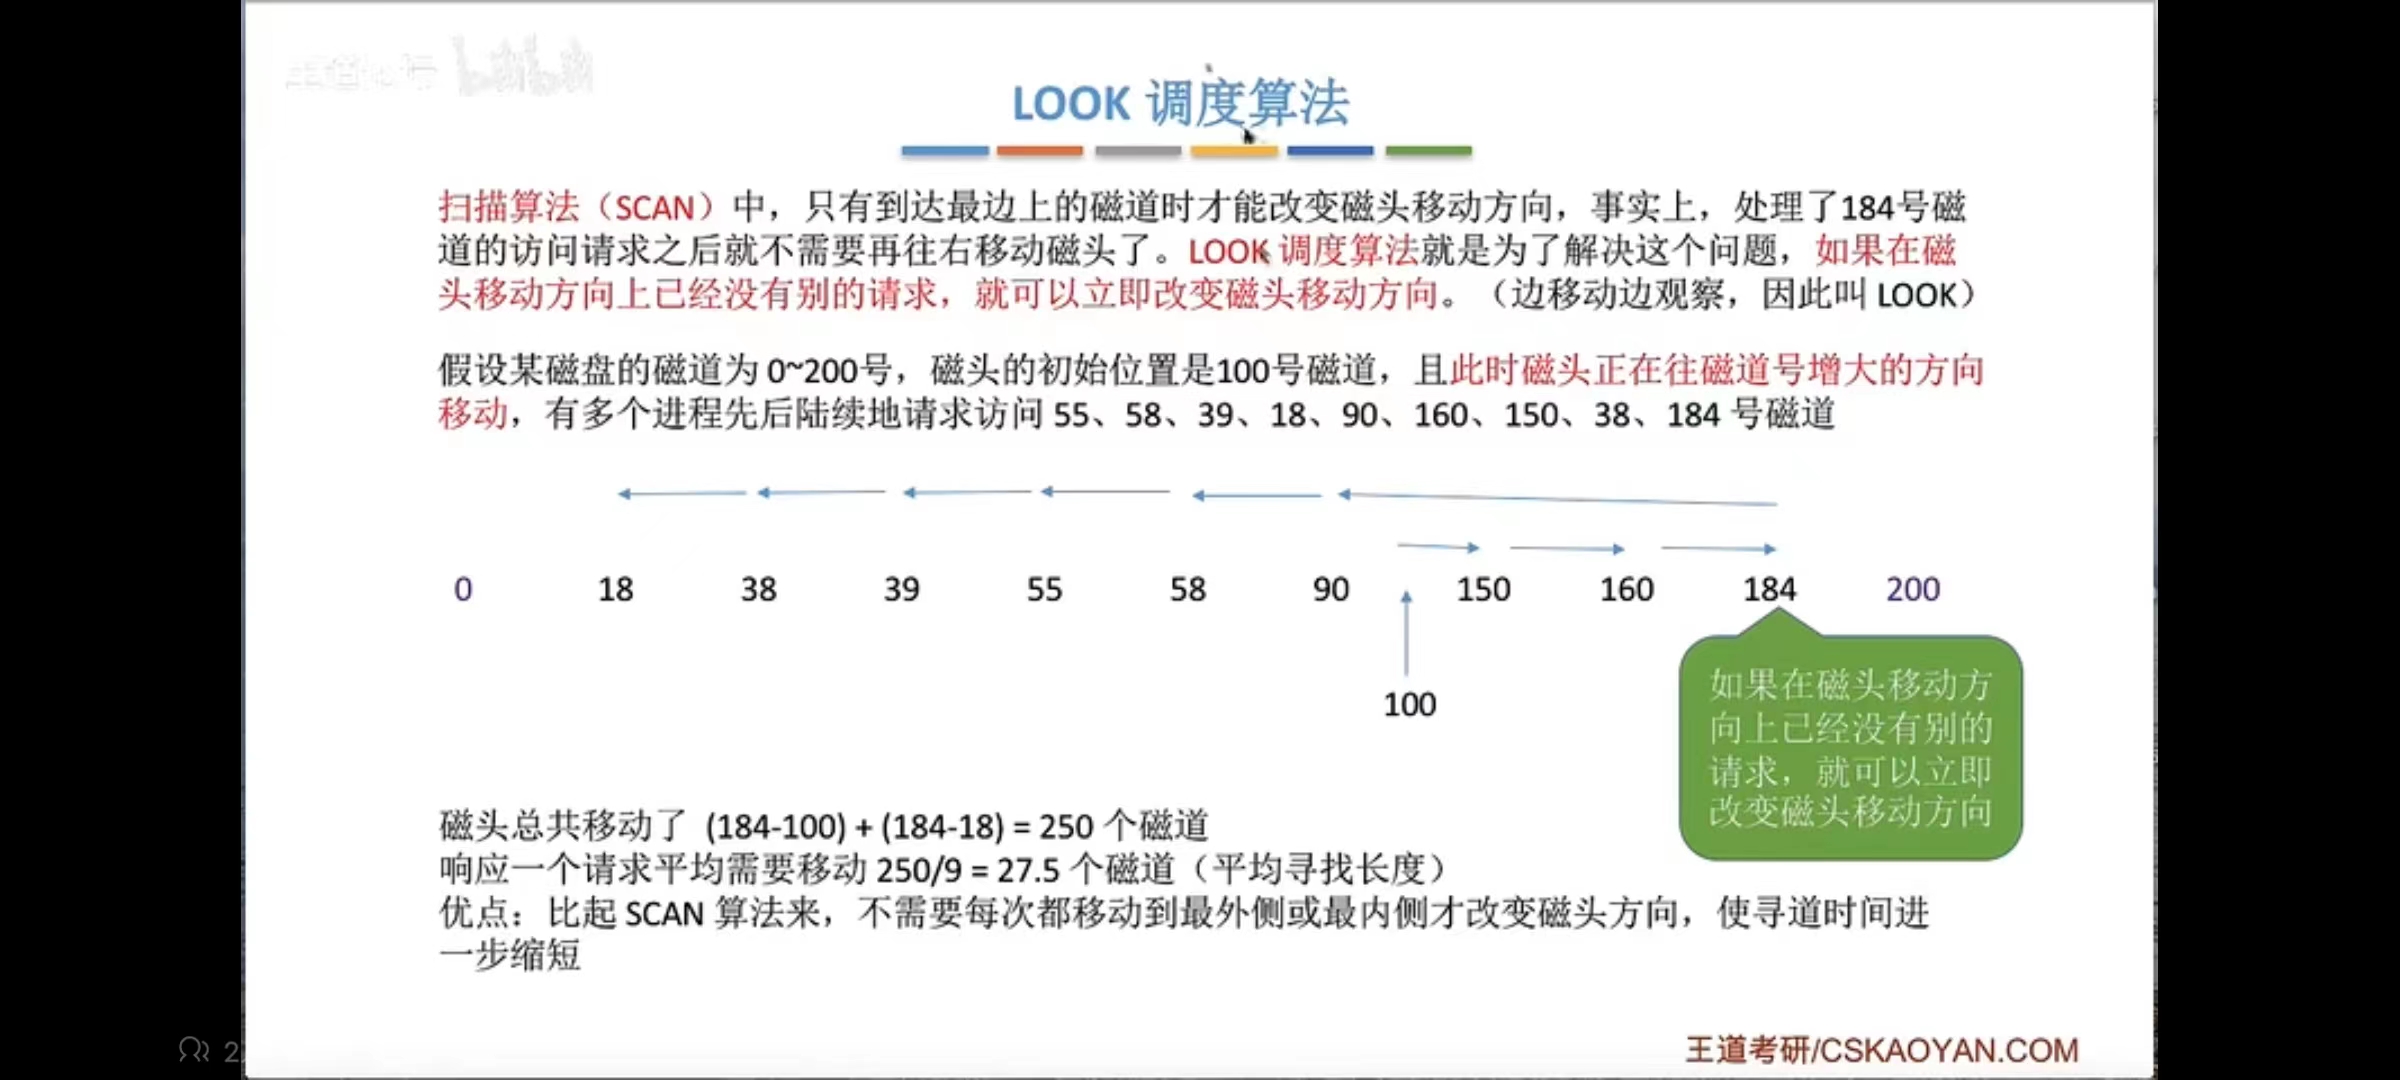 LOOK 调度算法
扫描算法（SCAN）中，只有到达最边上的磁道时才能改变磁头移动方向，事实上，处理了184号磁
道的访问请求之后就不需要再往右移动磁头了。LOOK 调度算法就是为了解决这个问题，如果在磁
头移动方向上已经没有别的请求，就可以立即改变磁头移动方向。（边移动边观察，因此叫 LOOK）
假设某磁盘的磁道为 0~200号，磁头的初始位置是100号磁道，且此时磁头正在往磁道号增大的方向
移动，有多个进程先后陆续地请求访问 55、58、39、18、90、160、150、38、184 号磁道
0 18 38 39 55 58 90 150 160 184 200
100
如果在磁头移动方
向上已经没有别的
请求，就可以立即
改变磁头移动方向
磁头总共移动了 (184-100) + (184-18) = 250 个磁道
响应一个请求平均需要移动 250/9 = 27.5 个磁道（平均寻找长度）
优点：比起 SCAN 算法来，不需要每次都移动到最外侧或最内侧才改变磁头方向，使寻道时间进
一步缩短
王道考研/CSKAOYAN.COM